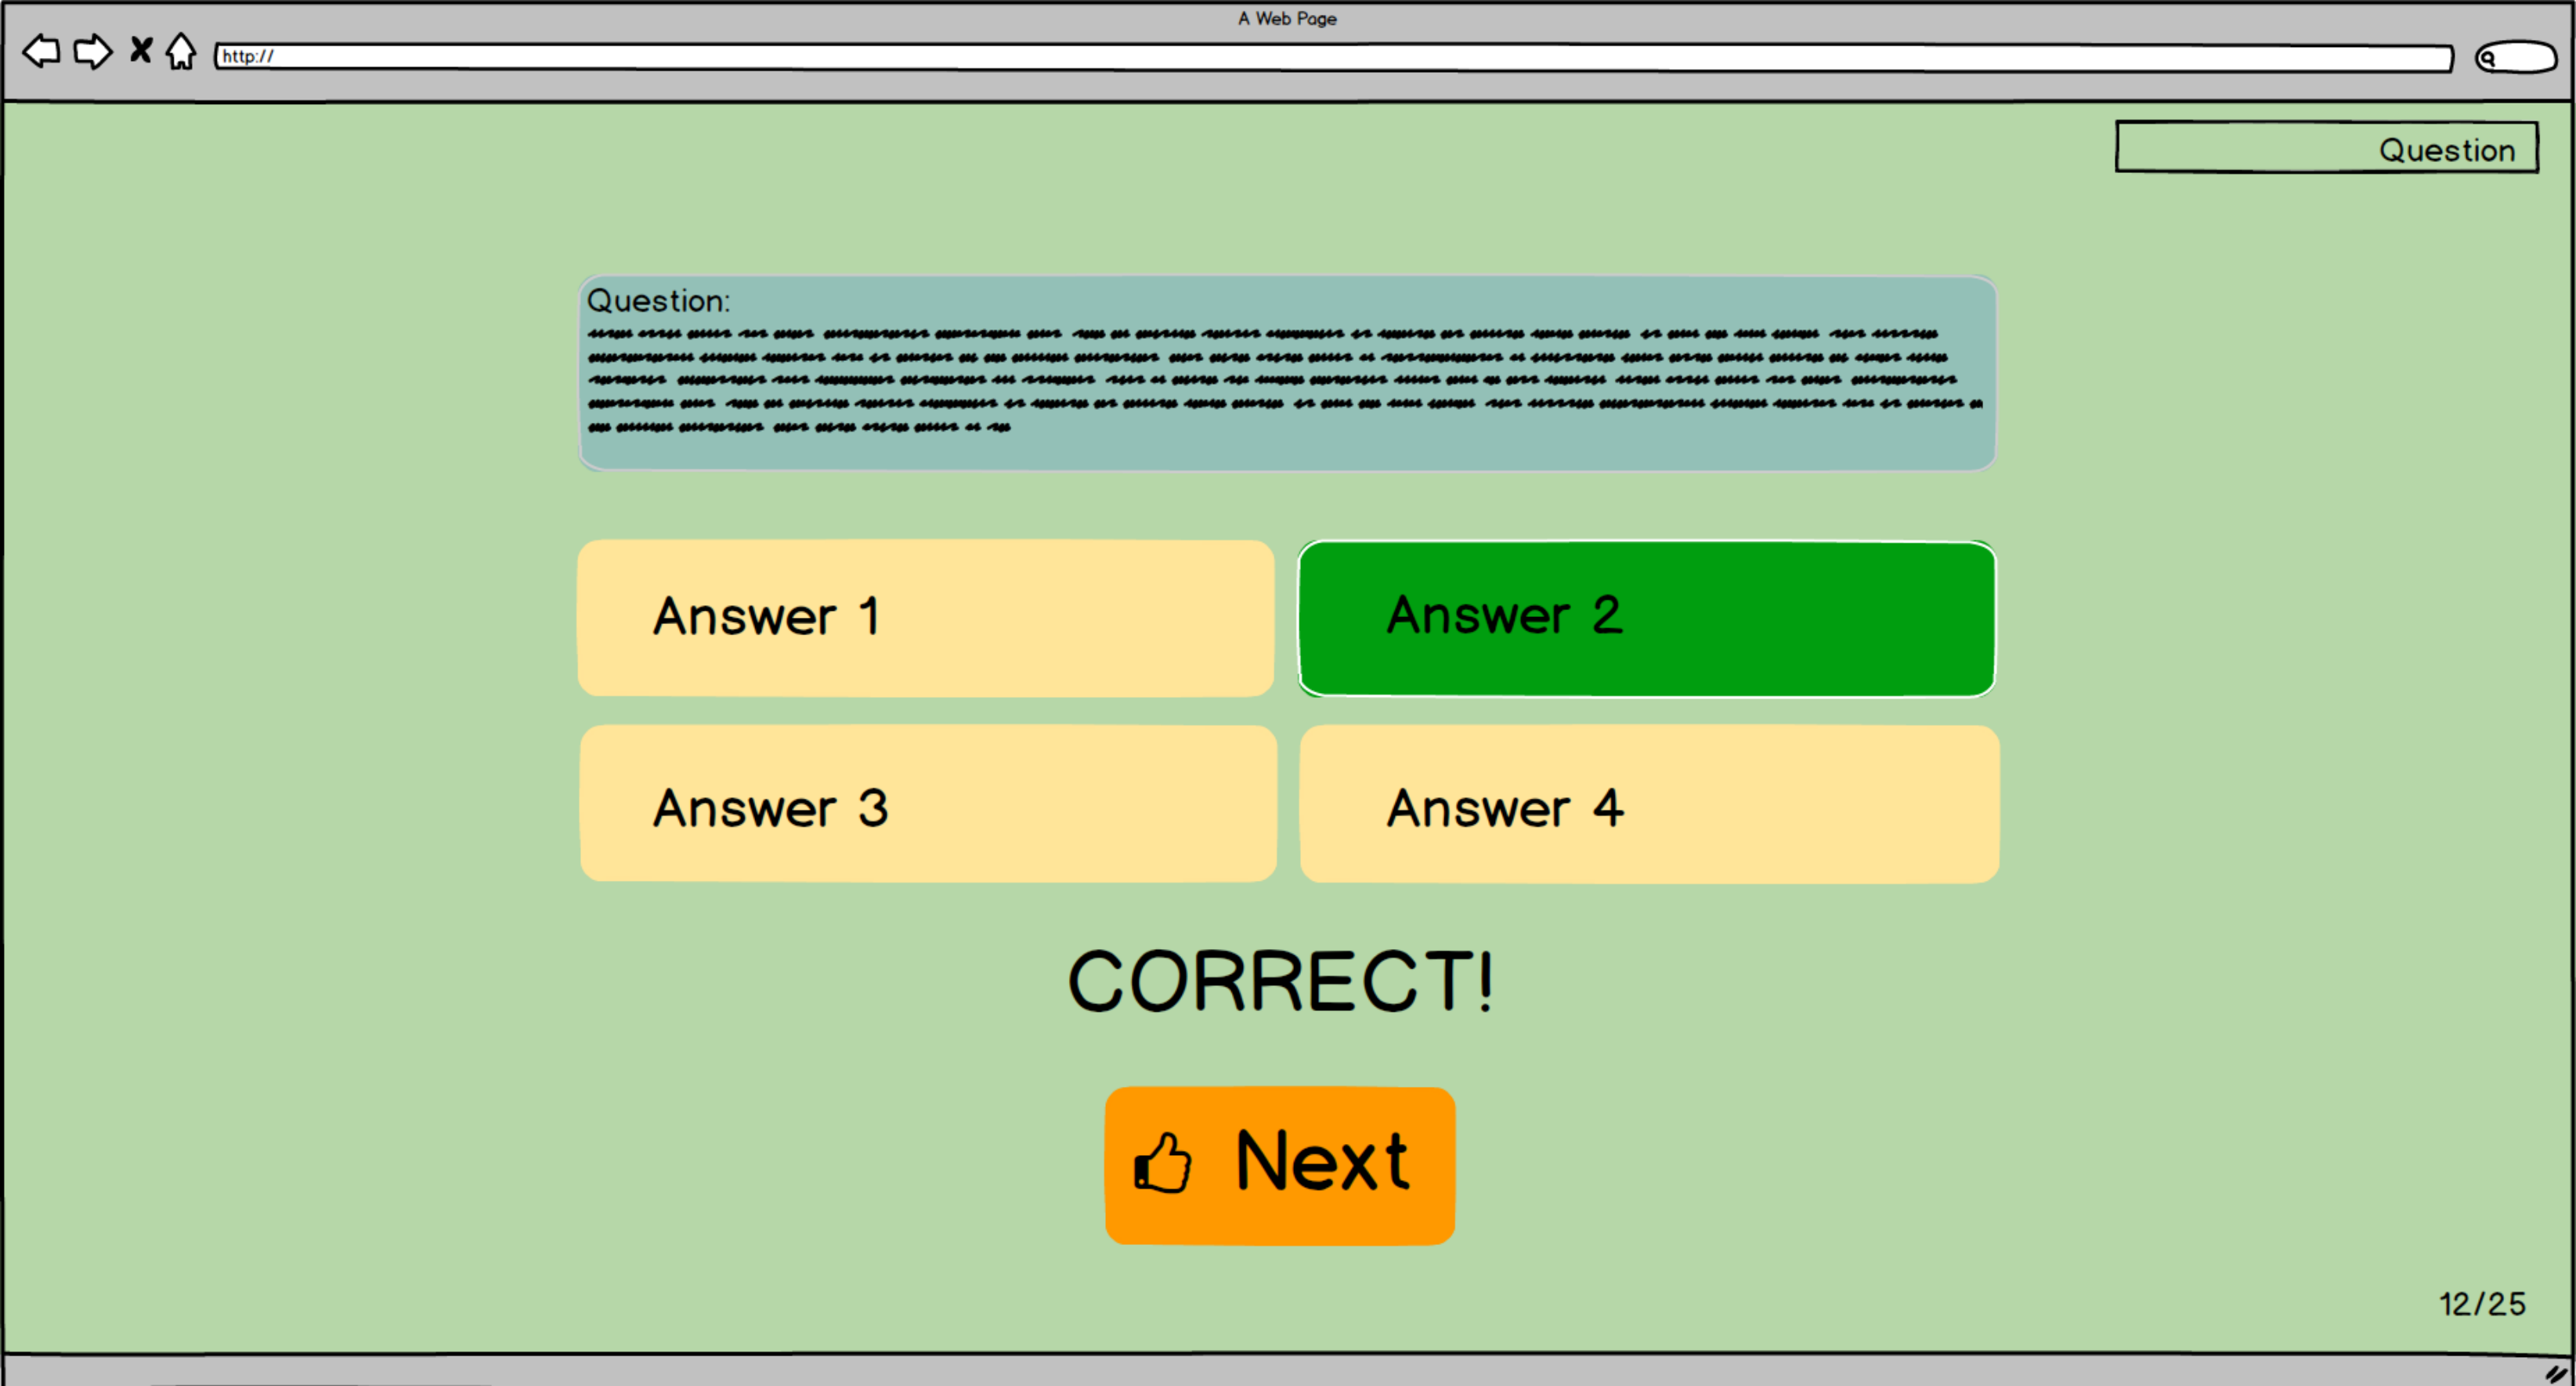 A Web Page
http://
Question
Question:
Answer 1
Answer 2
Answer 3
Answer 4
CORRECT!
Next
12/25